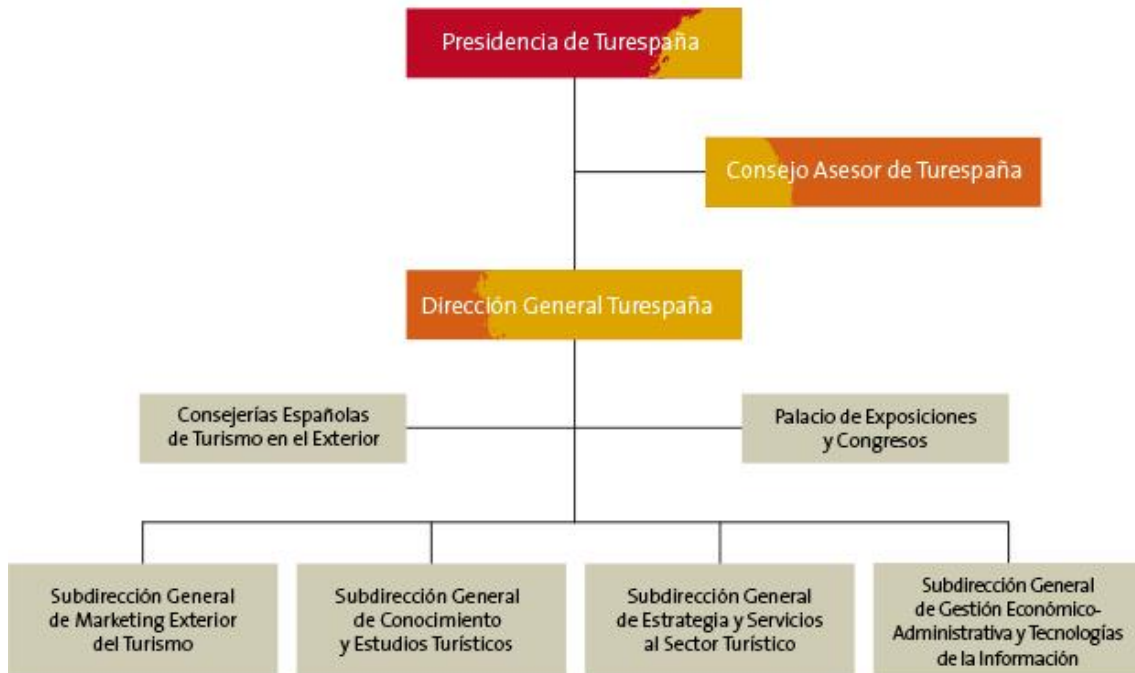 Presidencia de Turespaña
Consejo Asesor de Turespaña
Dirección General Turespaña
Consejerías Españolas
de Turismo en el Exterior
Palacio de Exposiciones
y Congresos
Subdirección General
de Marketing Exterior
del Turismo
Subdirección General
de Conocimiento
y Estudios Turísticos
Subdirección General
de Estrategia y Servicios
al Sector Turístico
Subdirección General
de Gestión Económico-
Administrativa y Tecnologías
de la Información